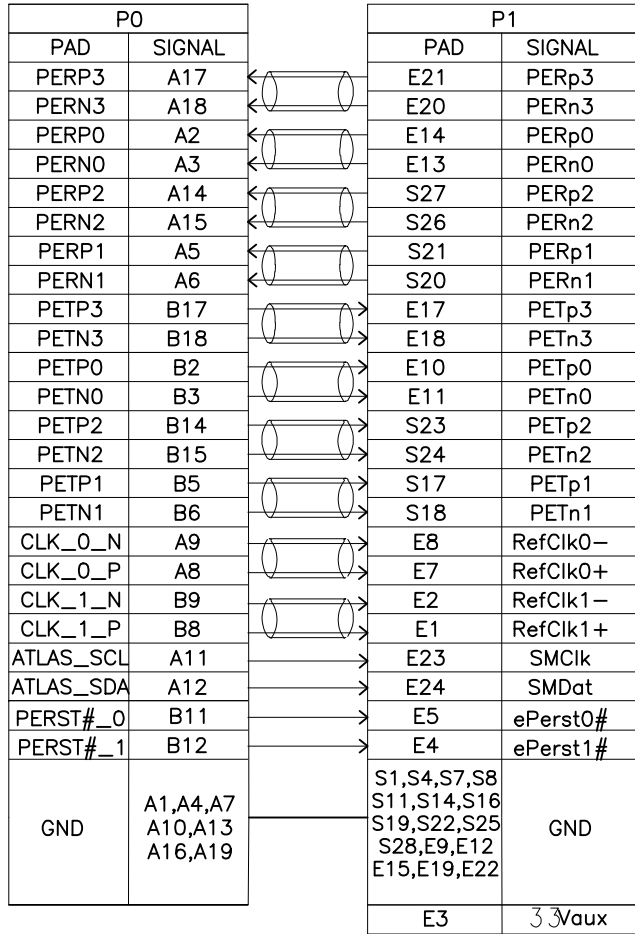 P0 P1
PAD SIGNAL PAD SIGNAL
PERP3 A17 E21 PERp3
PERN3 A18 E20 PERn3
PERP0 A2 E14 PERp0
PERN0 A3 E13 PERn0
PERP2 A14 S27 PERp2
PERN2 A15 S26 PERn2
PERP1 A5 S21 PERp1
PERN1 A6 S20 PERn1
PETP3 B17 E17 PETp3
PETN3 B18 E18 PETn3
PETP0 B2 E10 PETp0
PETN0 B3 E11 PETn0
PETP2 B14 S23 PETp2
PETN2 B15 S24 PETn2
PETP1 B5 S17 PETp1
PETN1 B6 S18 PETn1
CLK_0_N A9 E8 RefClk0−
CLK_0_P A8 E7 RefClk0+
CLK_1_N B9 E2 RefClk1−
CLK_1_P B8 E1 RefClk1+
ATLAS_SCL A11 E23 SMClk
ATLAS_SDA A12 E24 SMDat
PERST#_0 B11 E5 ePerst0#
PERST#_1 B12 E4 ePerst1#
GND
A1,A4,A7
A10,A13
A16,A19
S1,S4,S7,S8
S11,S14,S16
S19,S22,S25
S28,E9,E12
E15,E19,E22
GND
E3 3 3Vaux